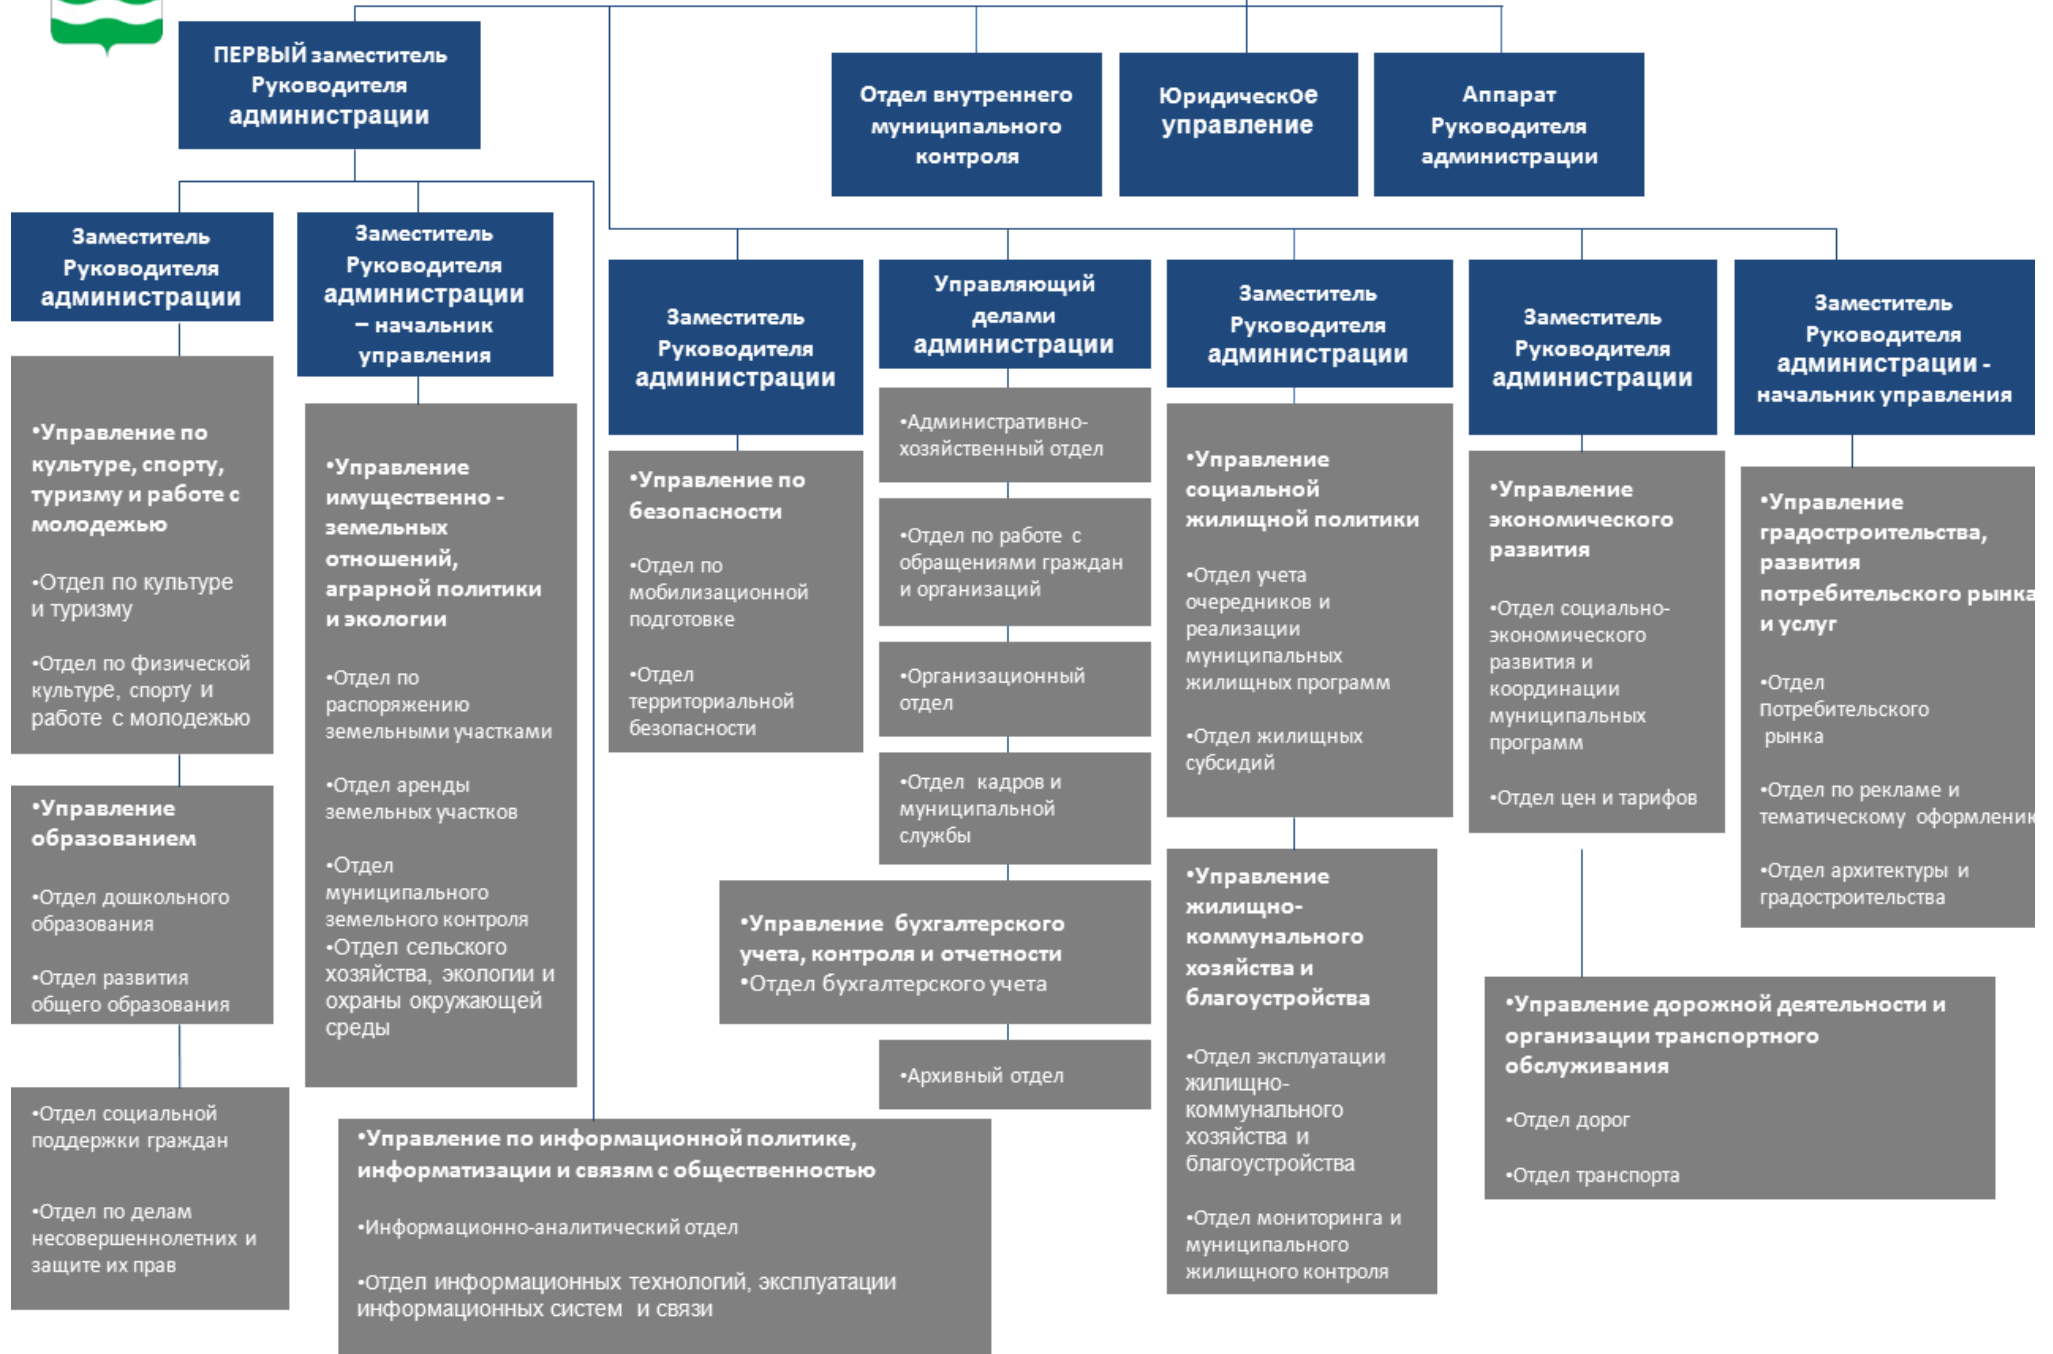 ПЕРВЫЙ заместитель
Руководителя
администрации
Отдел внутреннего
муниципального
контроля
Юридическое
управление
Аппарат
Руководителя
администрации
Заместитель
Руководителя
администрации
Заместитель
Руководителя
администрации
– начальник
управления
Заместитель
Руководителя
администрации
Управляющий
делами
администрации
Заместитель
Руководителя
администрации
Заместитель
Руководителя
администрации
Заместитель
Руководителя
администрации -
начальник управления
•Управление по
культуре, спорту,
туризму и работе с
молодежью
•Отдел по культуре
и туризму
•Отдел по физической
культуре, спорту и
работе с молодежью
•Управление
образованием
•Отдел дошкольного
образования
•Отдел развития
общего образования
•Отдел социальной
поддержки граждан
•Отдел по делам
несовершеннолетних и
защите их прав
•Управление
имущественно -
земельных
отношений,
аграрной политики
и экологии
•Отдел по
распоряжению
земельными участками
•Отдел аренды
земельных участков
•Отдел
муниципального
земельного контроля
•Отдел сельского
хозяйства, экологии и
охраны окружающей
среды
•Управление по информационной политике,
информатизации и связям с общественностью
•Информационно-аналитический отдел
•Отдел информационных технологий, эксплуатации
информационных систем и связи
•Управление по
безопасности
•Отдел по
мобилизационной
подготовке
•Отдел
территориальной
безопасности
•Административно-
хозяйственный отдел
•Отдел по работе с
обращениями граждан
и организаций
•Организационный
отдел
•Отдел кадров и
муниципальной
службы
•Управление бухгалтерского
учета, контроля и отчетности
•Отдел бухгалтерского учета
•Архивный отдел
•Управление
социальной
жилищной политики
•Отдел учета
очередников и
реализации
муниципальных
жилищных программ
•Отдел жилищных
субсидий
•Управление
жилищно-
коммунального
хозяйства и
благоустройства
•Отдел эксплуатации
жилищно-
коммунального
хозяйства и
благоустройства
•Отдел мониторинга и
муниципального
жилищного контроля
•Управление
экономического
развития
•Отдел социально-
экономического
развития и
координации
муниципальных
программ
•Отдел цен и тарифов
•Управление дорожной деятельности и
организации транспортного
обслуживания
•Отдел дорог
•Отдел транспорта
•Управление
градостроительства,
развития
потребительского рынка
и услуг
•Отдел
потребительского
рынка
•Отдел по рекламе и
тематическому оформлению
•Отдел архитектуры и
градостроительства